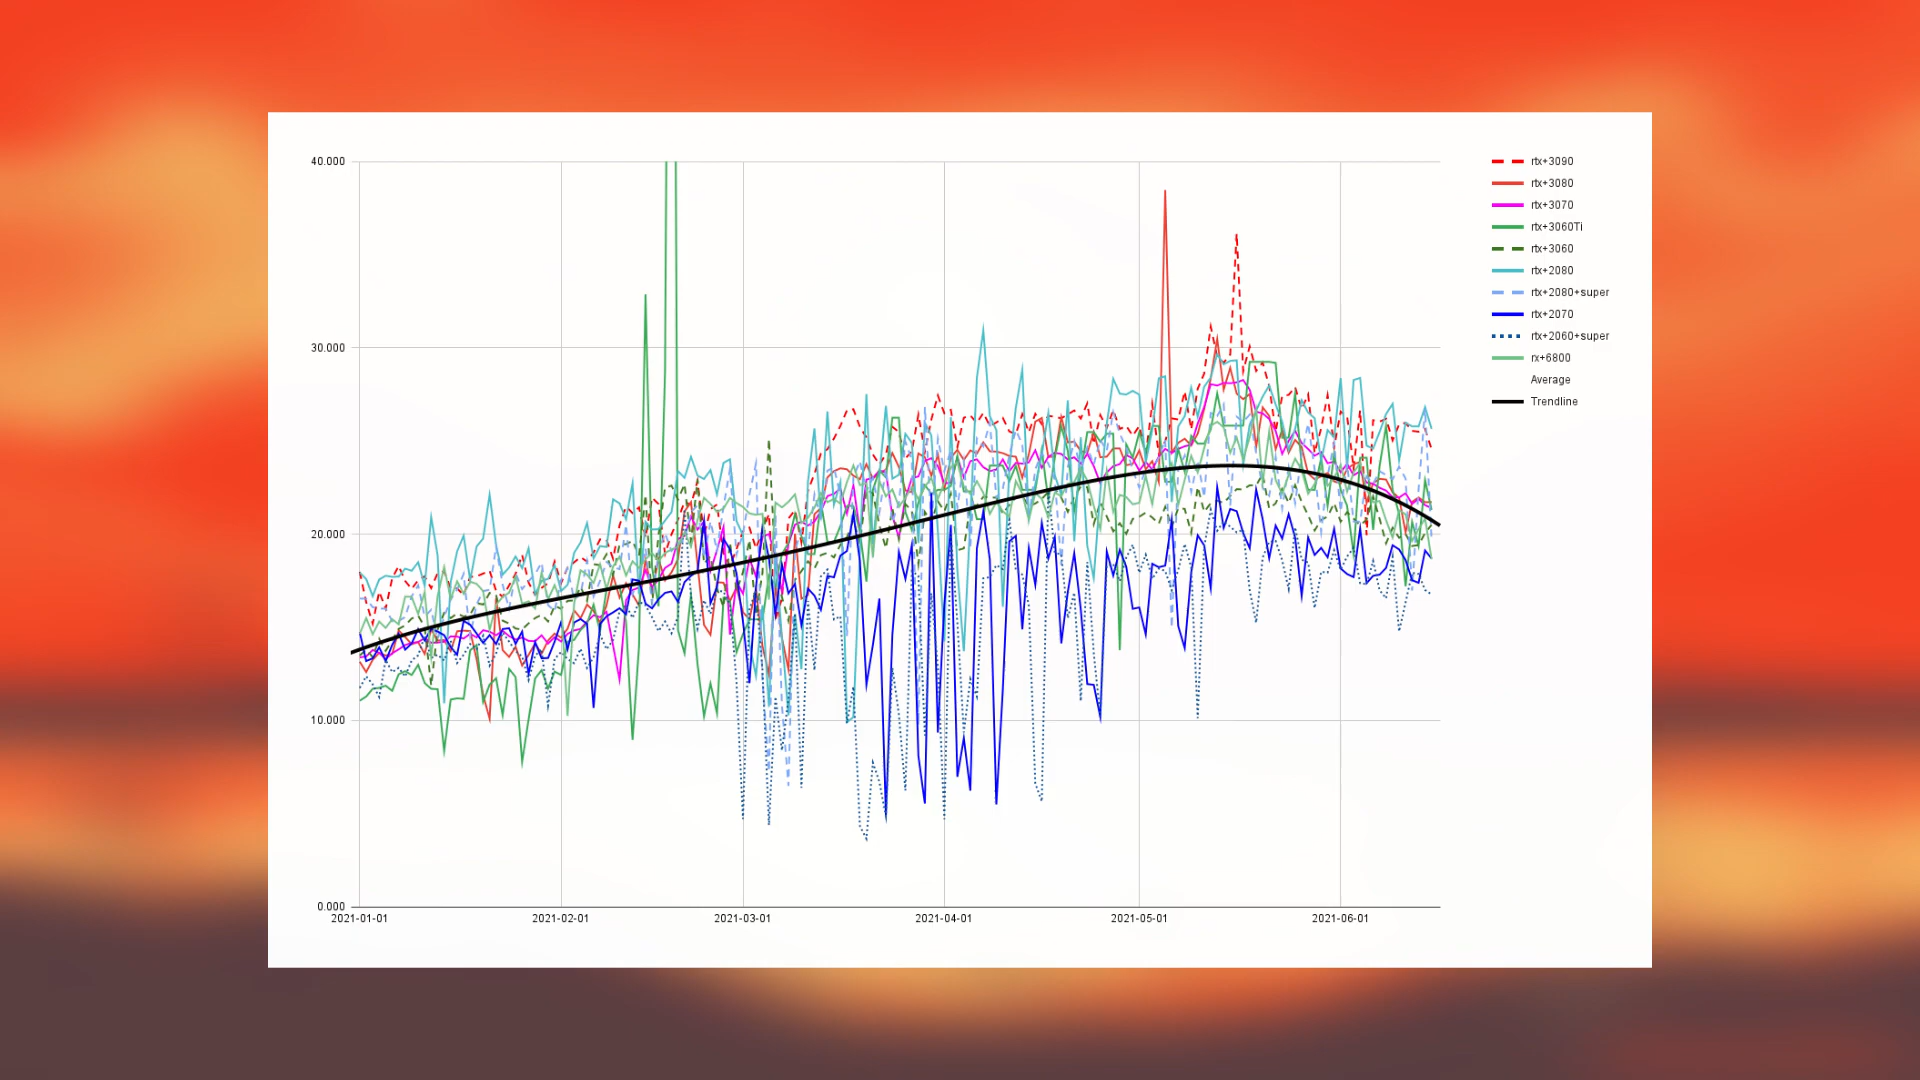 40.000
30.000
20.000
10.000
0.000
2021-01-01
2021-02-01
2021-03-01
2021-04-01
2021-05-01
2021-06-01
rtx+3090
rtx+3080
rtx+3070
rtx+3060Ti
rtx+3060
rtx+2080
rtx+2080+super
rtx+2070
rtx+2060+super
rx+6800
Average
Trendline